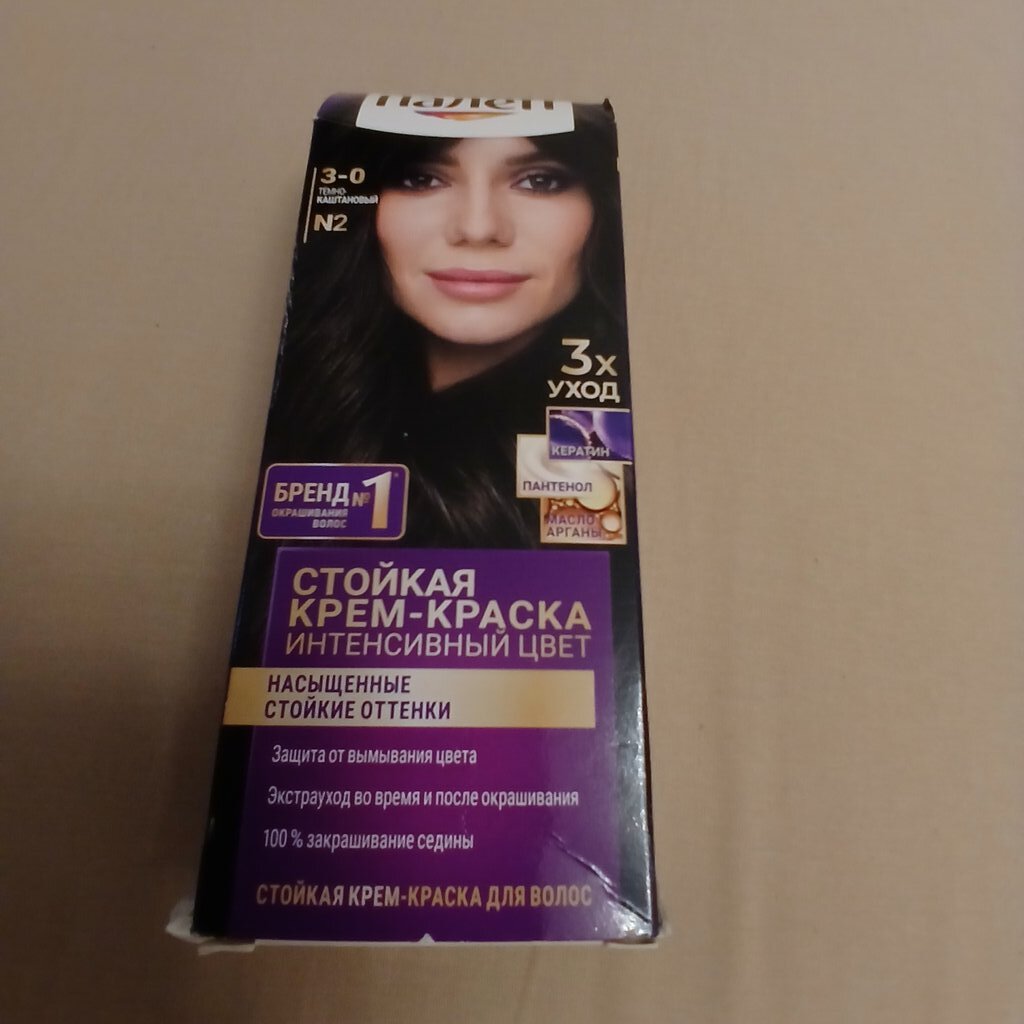 Палет
3-0
ТЕМНО-
КАШТАНОВЫЙ
N2
3х
УХОД
КЕРАТИН
ПАНТЕНОЛ
МАСЛО
АРГАНЫ
БРЕНД №1*
ОКРАШИВАНИЯ
ВОЛОС
СТОЙКАЯ
КРЕМ-КРАСКА
ИНТЕНСИВНЫЙ ЦВЕТ
НАСЫЩЕННЫЕ
СТОЙКИЕ ОТТЕНКИ
Защита от вымывания цвета
Экстрауход во время и после окрашивания
100 % закрашивание седины
СТОЙКАЯ КРЕМ-КРАСКА ДЛЯ ВОЛОС